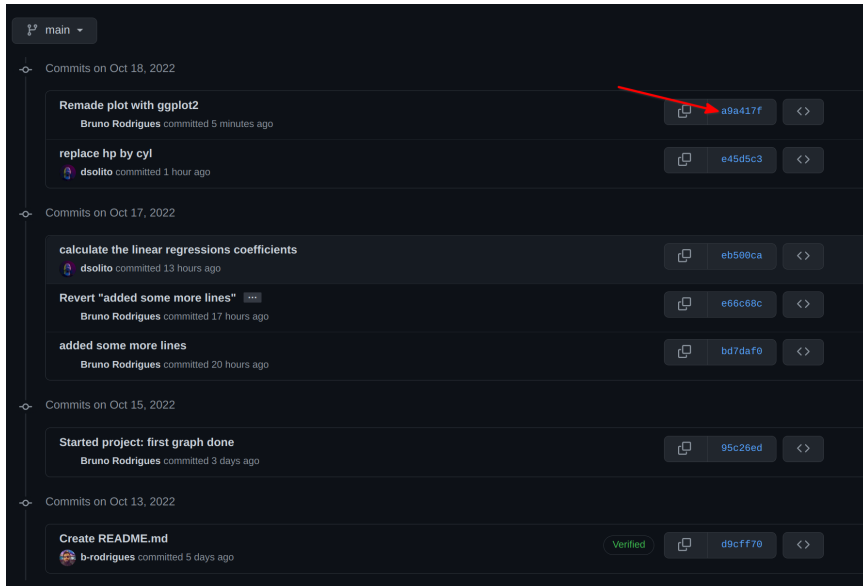 main
Commits on Oct 18, 2022
Remade plot with ggplot2
Bruno Rodrigues committed 5 minutes ago
a9a417f
replace hp by cyl
dsolito committed 1 hour ago
e45d5c3
Commits on Oct 17, 2022
calculate the linear regressions coefficients
dsolito committed 13 hours ago
eb500ca
Revert "added some more lines" ...
Bruno Rodrigues committed 17 hours ago
e66c68c
added some more lines
Bruno Rodrigues committed 20 hours ago
bd7daf0
Commits on Oct 15, 2022
Started project: first graph done
Bruno Rodrigues committed 3 days ago
95c26ed
Commits on Oct 13, 2022
Create README.md
b-rodrigues committed 5 days ago
Verified
d9cff70